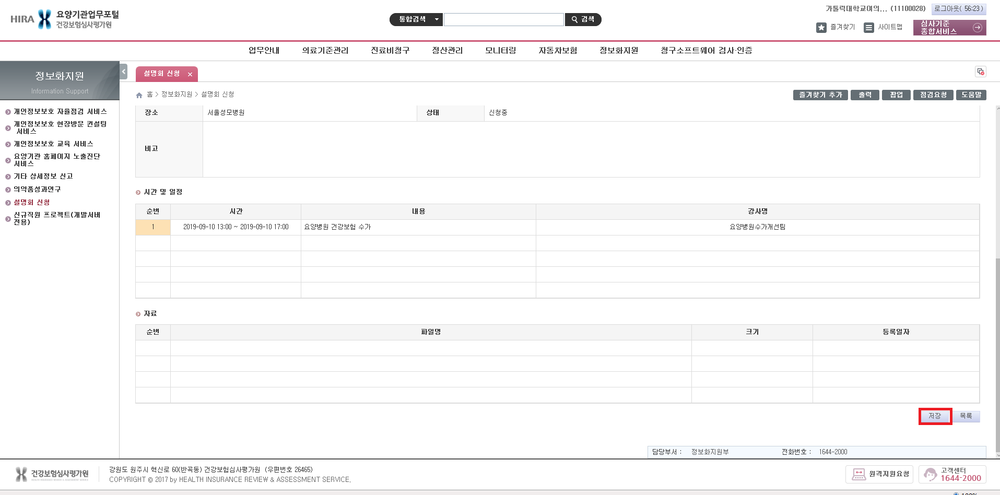 HIRA 요양기관업무포털
건강보험심사평가원
통합검색
검색
가톨릭대학교여의... (11100028)
로그아웃( 56:23 )
즐겨찾기
사이트맵
심사기준
종합서비스
업무안내
의료기준관리
진료비청구
정산관리
모니터링
자동차보험
정보화지원
청구소프트웨어 검사·인증
정보화지원
Information Support
개인정보보호 자율점검 서비스
개인정보보호 현장방문 컨설팅
서비스
개인정보보호 교육 서비스
요양기관 홈페이지 노출진단
서비스
기타 상세정보 신고
의약품성과연구
설명회 신청
신규직원 프로젝트(개발서버
전용)
설명회 신청 x
홈 > 정보화지원 > 설명회 신청
즐겨찾기 추가
출력
팝업
점검요청
도움말
장소
서울성모병원
상태
신청중
비고
시간 및 일정
순번
시간
내용
강사명
1
2019-09-10 13:00 ~ 2019-09-10 17:00
요양병원 건강보험 수가
요양병원수가개선팀
자료
순번
파일명
크기
등록일자
저장
목록
담당부서 :
정보화지원부
전화번호 :
1644-2000
건강보험심사평가원
강원도 원주시 혁신로 60(반곡동) 건강보험심사평가원 (우편번호 26465)
COPYRIGHT © 2017 by HEALTH INSURANCE REVIEW & ASSESSMENT SERVICE.
원격지원요청
고객센터
1644-2000
100%